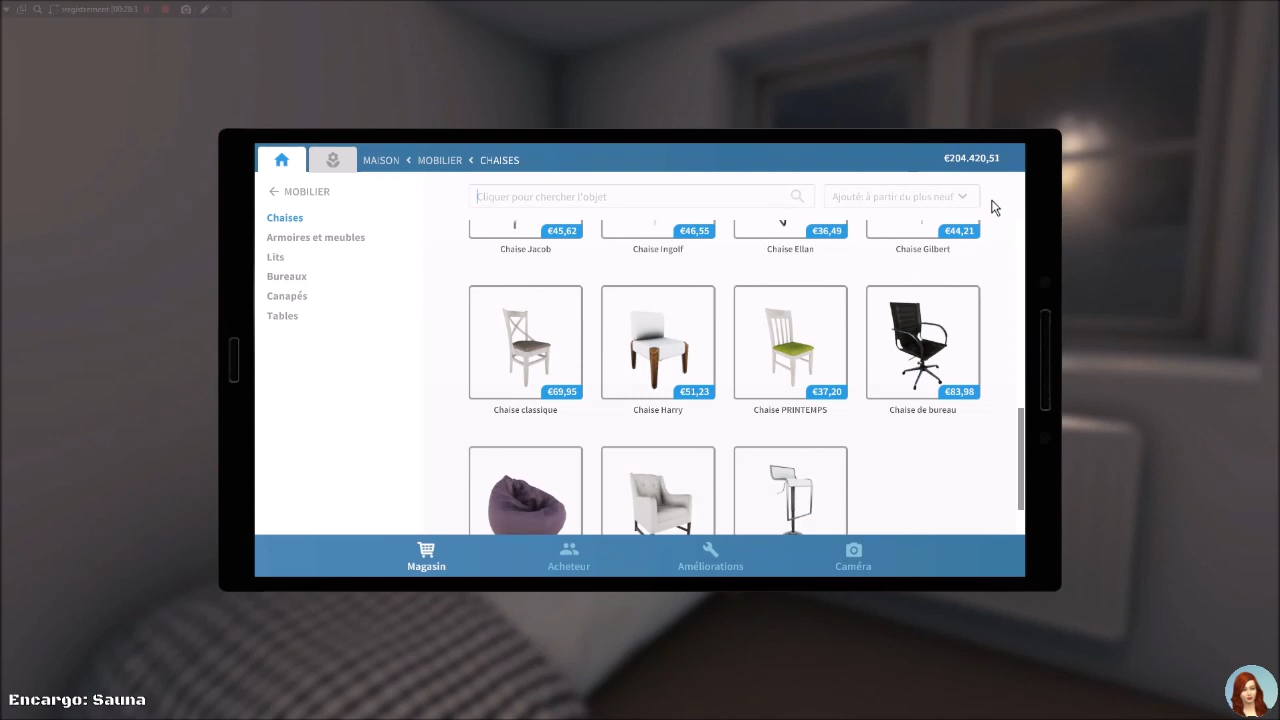 MAISON < MOBILIER < CHAISES
€204.420,51
← MOBILIER
Cliquer pour chercher l'objet
Ajouté: à partir du plus neuf
Chaises
Armoires et meubles
Lits
Bureaux
Canapés
Tables
€45,62
€46,55
€36,49
€44,21
Chaise Jacob
Chaise Ingolf
Chaise Ellan
Chaise Gilbert
€69,95
€51,23
€37,20
€83,98
Chaise classique
Chaise Harry
Chaise PRINTEMPS
Chaise de bureau
Magasin
Acheteur
Améliorations
Caméra
Encargo: Sauna